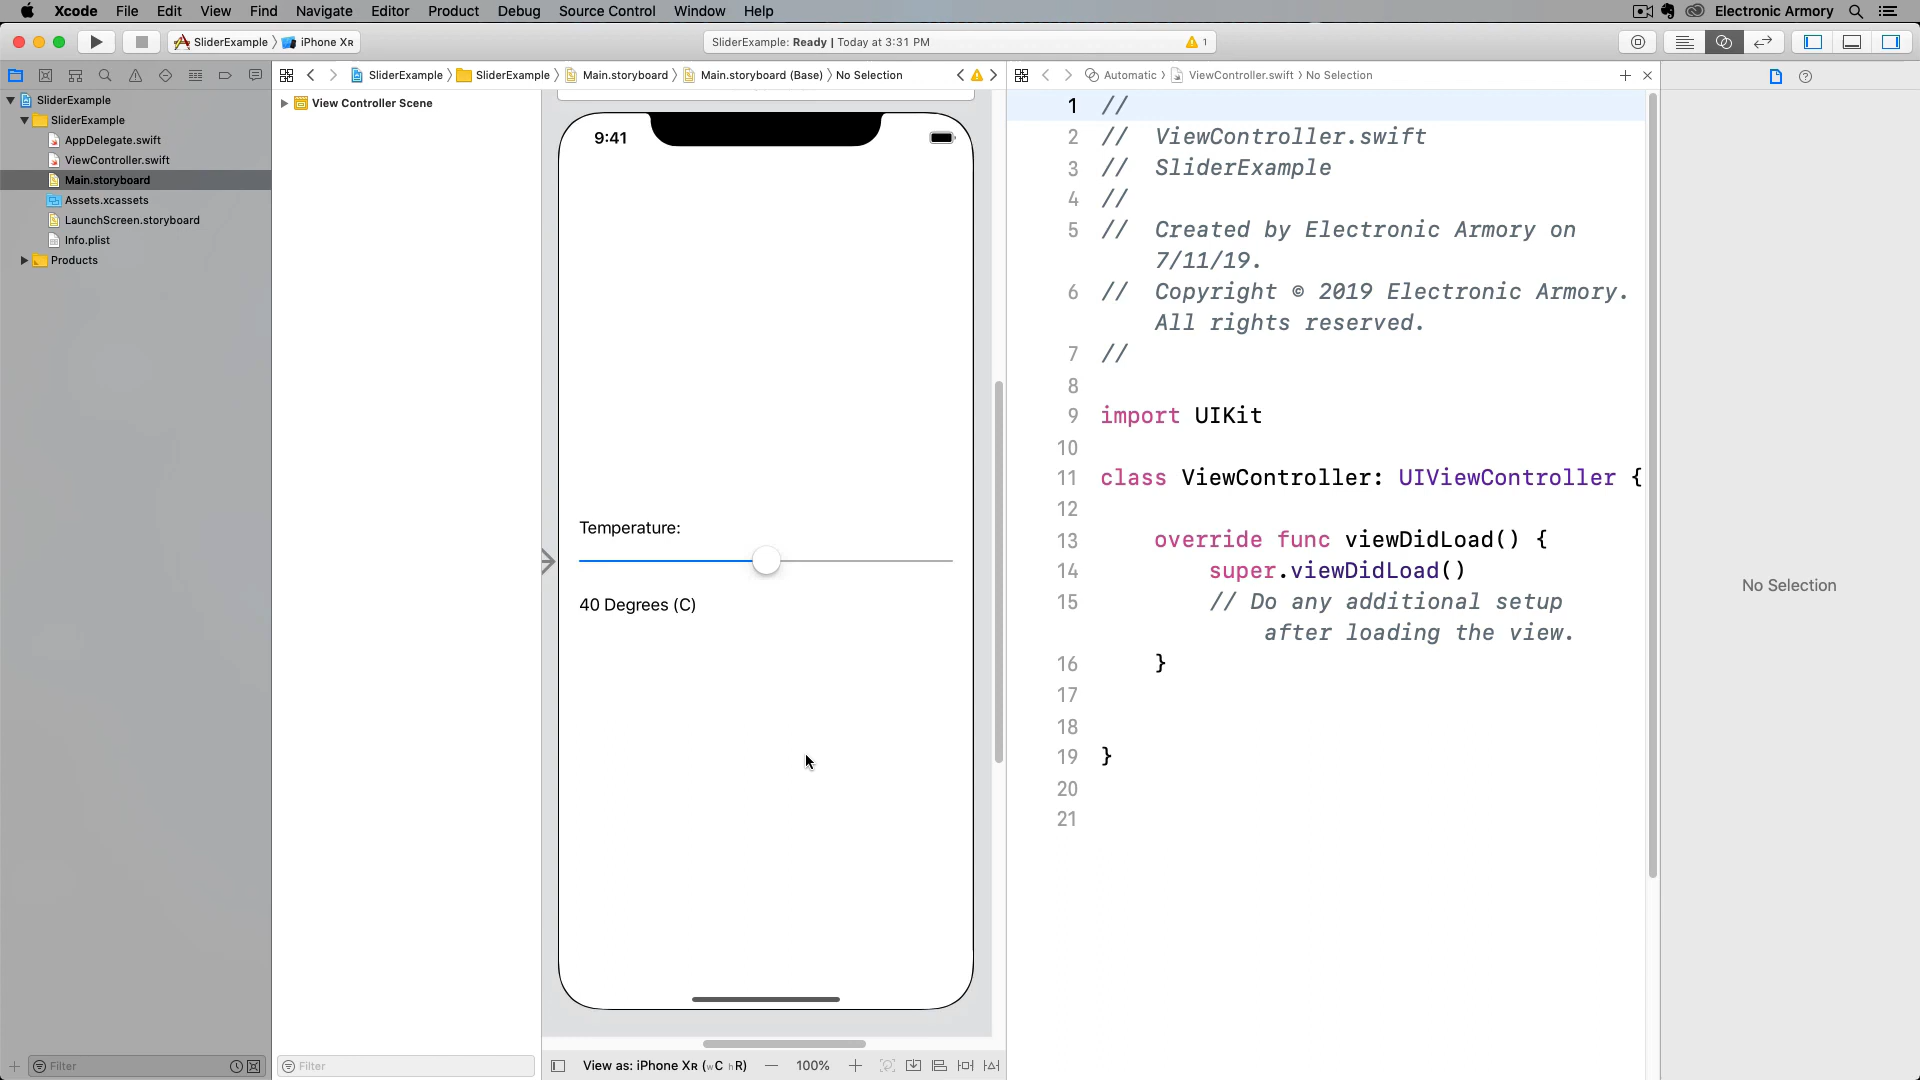 Xcode File Edit View Find Navigate Editor Product Debug Source Control Window Help Electronic Armory
SliderExample iPhone XR SliderExample: Ready | Today at 3:31 PM 1
SliderExample SliderExample Main.storyboard Main.storyboard (Base) No Selection
Automatic ViewController.swift No Selection
SliderExample
SliderExample
AppDelegate.swift
ViewController.swift
Main.storyboard
Assets.xcassets
LaunchScreen.storyboard
Info.plist
Products
View Controller Scene
9:41
Temperature:
40 Degrees (C)
1 //
2 //  ViewController.swift
3 //  SliderExample
4 //
5 //  Created by Electronic Armory on
7/11/19.
6 //  Copyright © 2019 Electronic Armory.
All rights reserved.
7 //
8
9 import UIKit
10
11 class ViewController: UIViewController {
12
13 override func viewDidLoad() {
14 super.viewDidLoad()
15 // Do any additional setup
after loading the view.
16 }
17
18
19 }
20
21
No Selection
Filter
Filter
View as: iPhone XR (wC hR) — 100% +